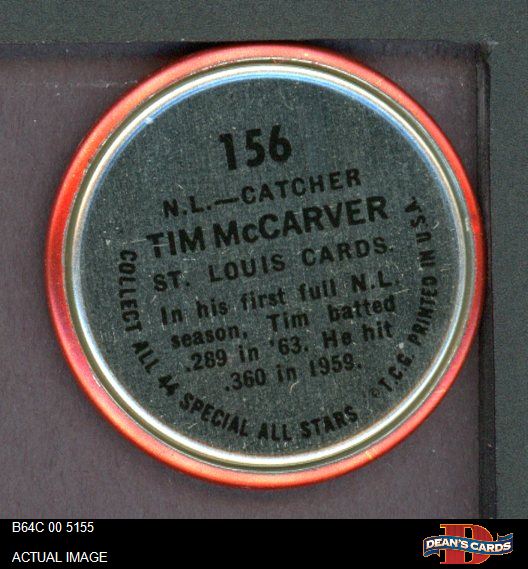 156
N.L.—CATCHER
TIM McCARVER
ST. LOUIS CARDS.
In his first full N.L.
season, Tim batted
.289 in '63. He hit
.360 in 1959.
COLLECT ALL 44 SPECIAL ALL STARS ©T.C.G. PRINTED IN U.S.A.
B64C 00 5155
ACTUAL IMAGE
D
DEAN'S CARDS